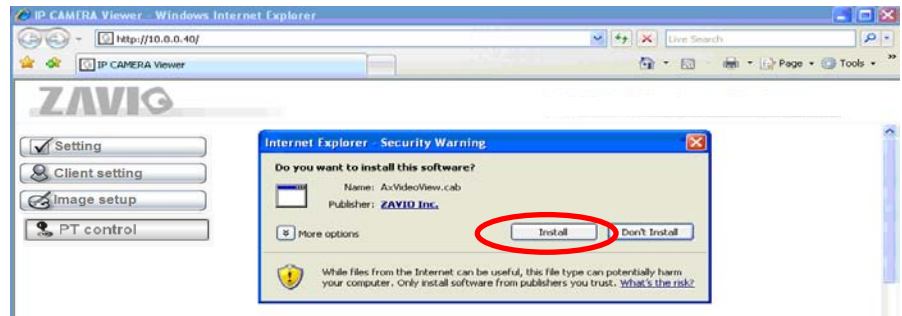 IP CAMERA Viewer - Windows Internet Explorer
http://10.0.0.40/
Live Search
IP CAMERA Viewer
Page
Tools
»
ZAVIO
Setting
Client setting
Image setup
PT control
Internet Explorer - Security Warning
Do you want to install this software?
Name: AxVideoView.cab
Publisher: ZAVIO Inc.
More options
Install
Don't Install
While files from the Internet can be useful, this file type can potentially harm
your computer. Only install software from publishers you trust. What's the risk?